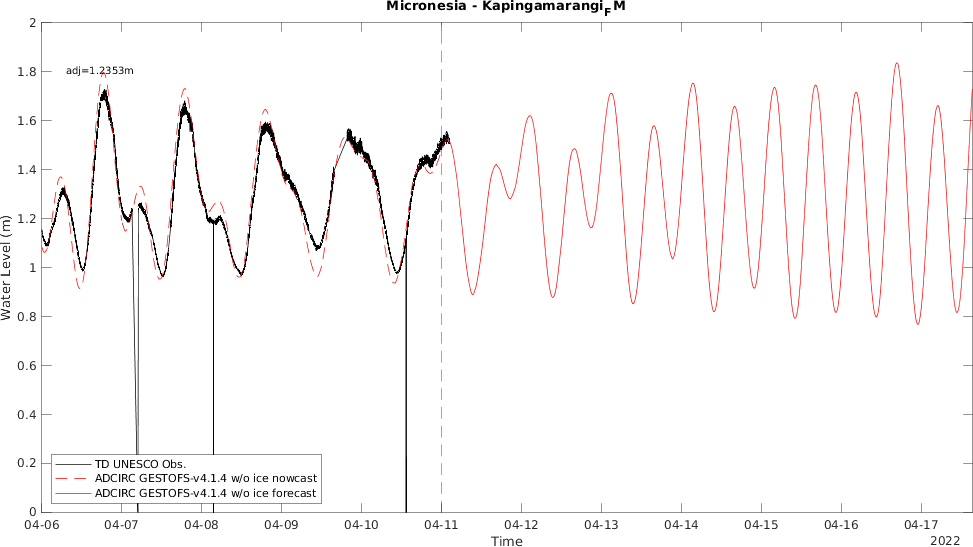 Micronesia - Kapingamarangi_FM
adj=1.2353m
2
1.8
1.6
1.4
1.2
1
0.8
0.6
0.4
0.2
0
Water Level (m)
TD UNESCO Obs.
ADCIRC GESTOFS-v4.1.4 w/o ice nowcast
ADCIRC GESTOFS-v4.1.4 w/o ice forecast
04-06 04-07 04-08 04-09 04-10 04-11 04-12 04-13 04-14 04-15 04-16 04-17
Time
2022